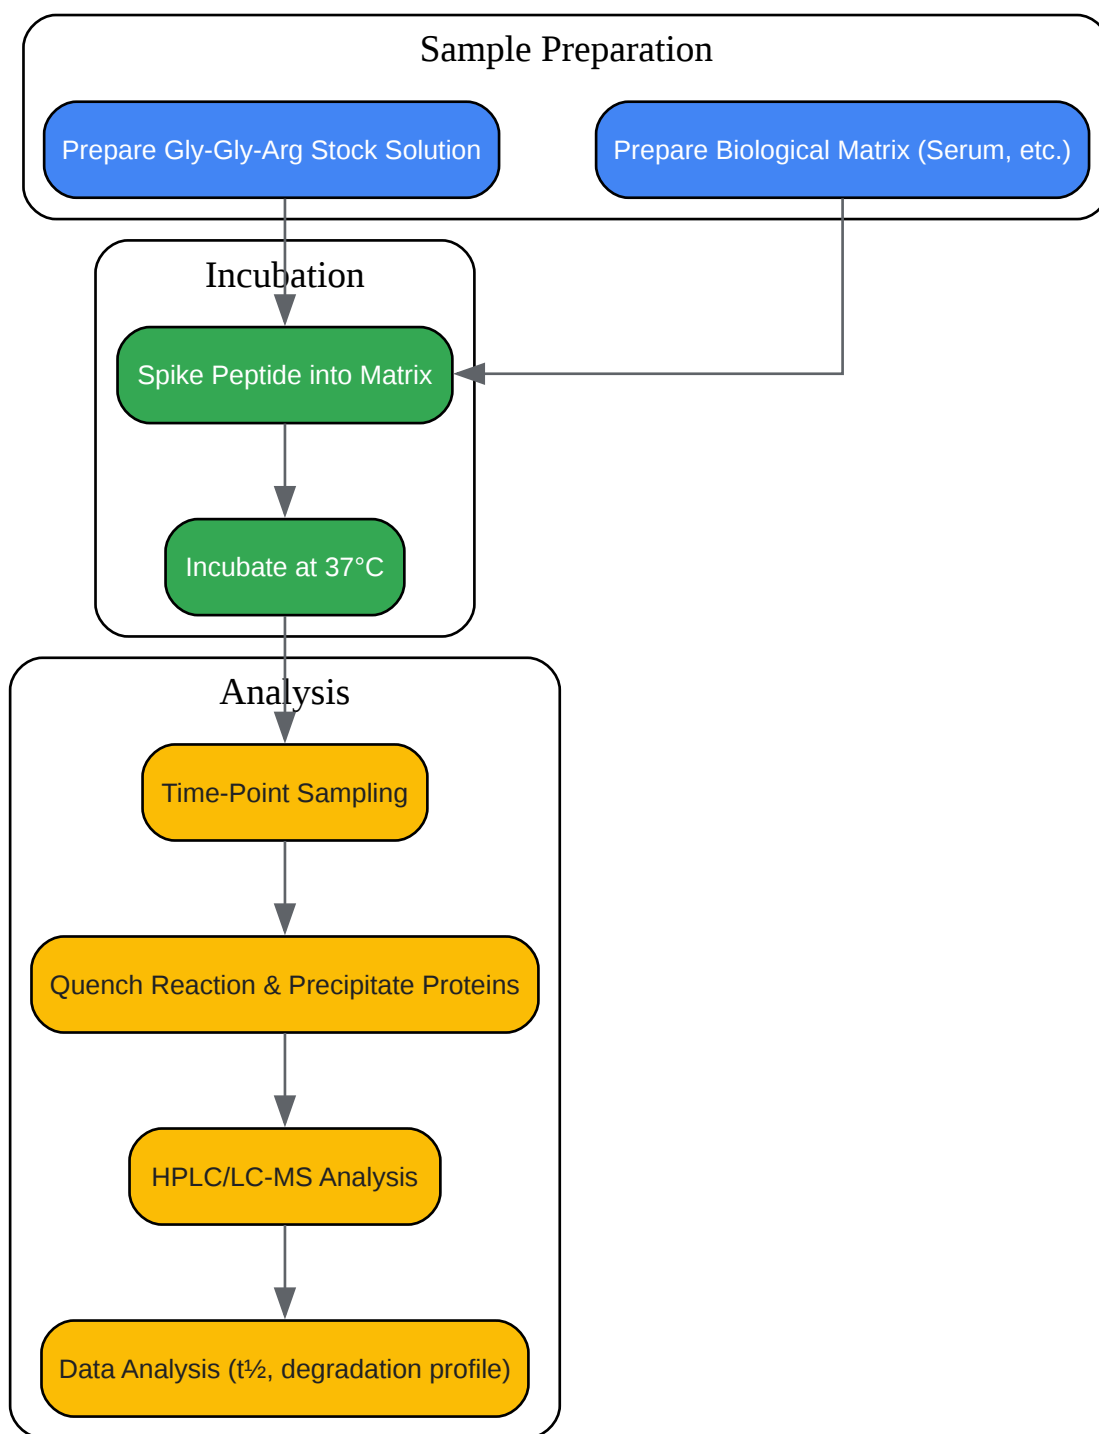 Sample Preparation
Prepare Gly-Gly-Arg Stock Solution
Prepare Biological Matrix (Serum, etc.)
Incubation
Spike Peptide into Matrix
Incubate at 37°C
Analysis
Time-Point Sampling
Quench Reaction & Precipitate Proteins
HPLC/LC-MS Analysis
Data Analysis (t½, degradation profile)